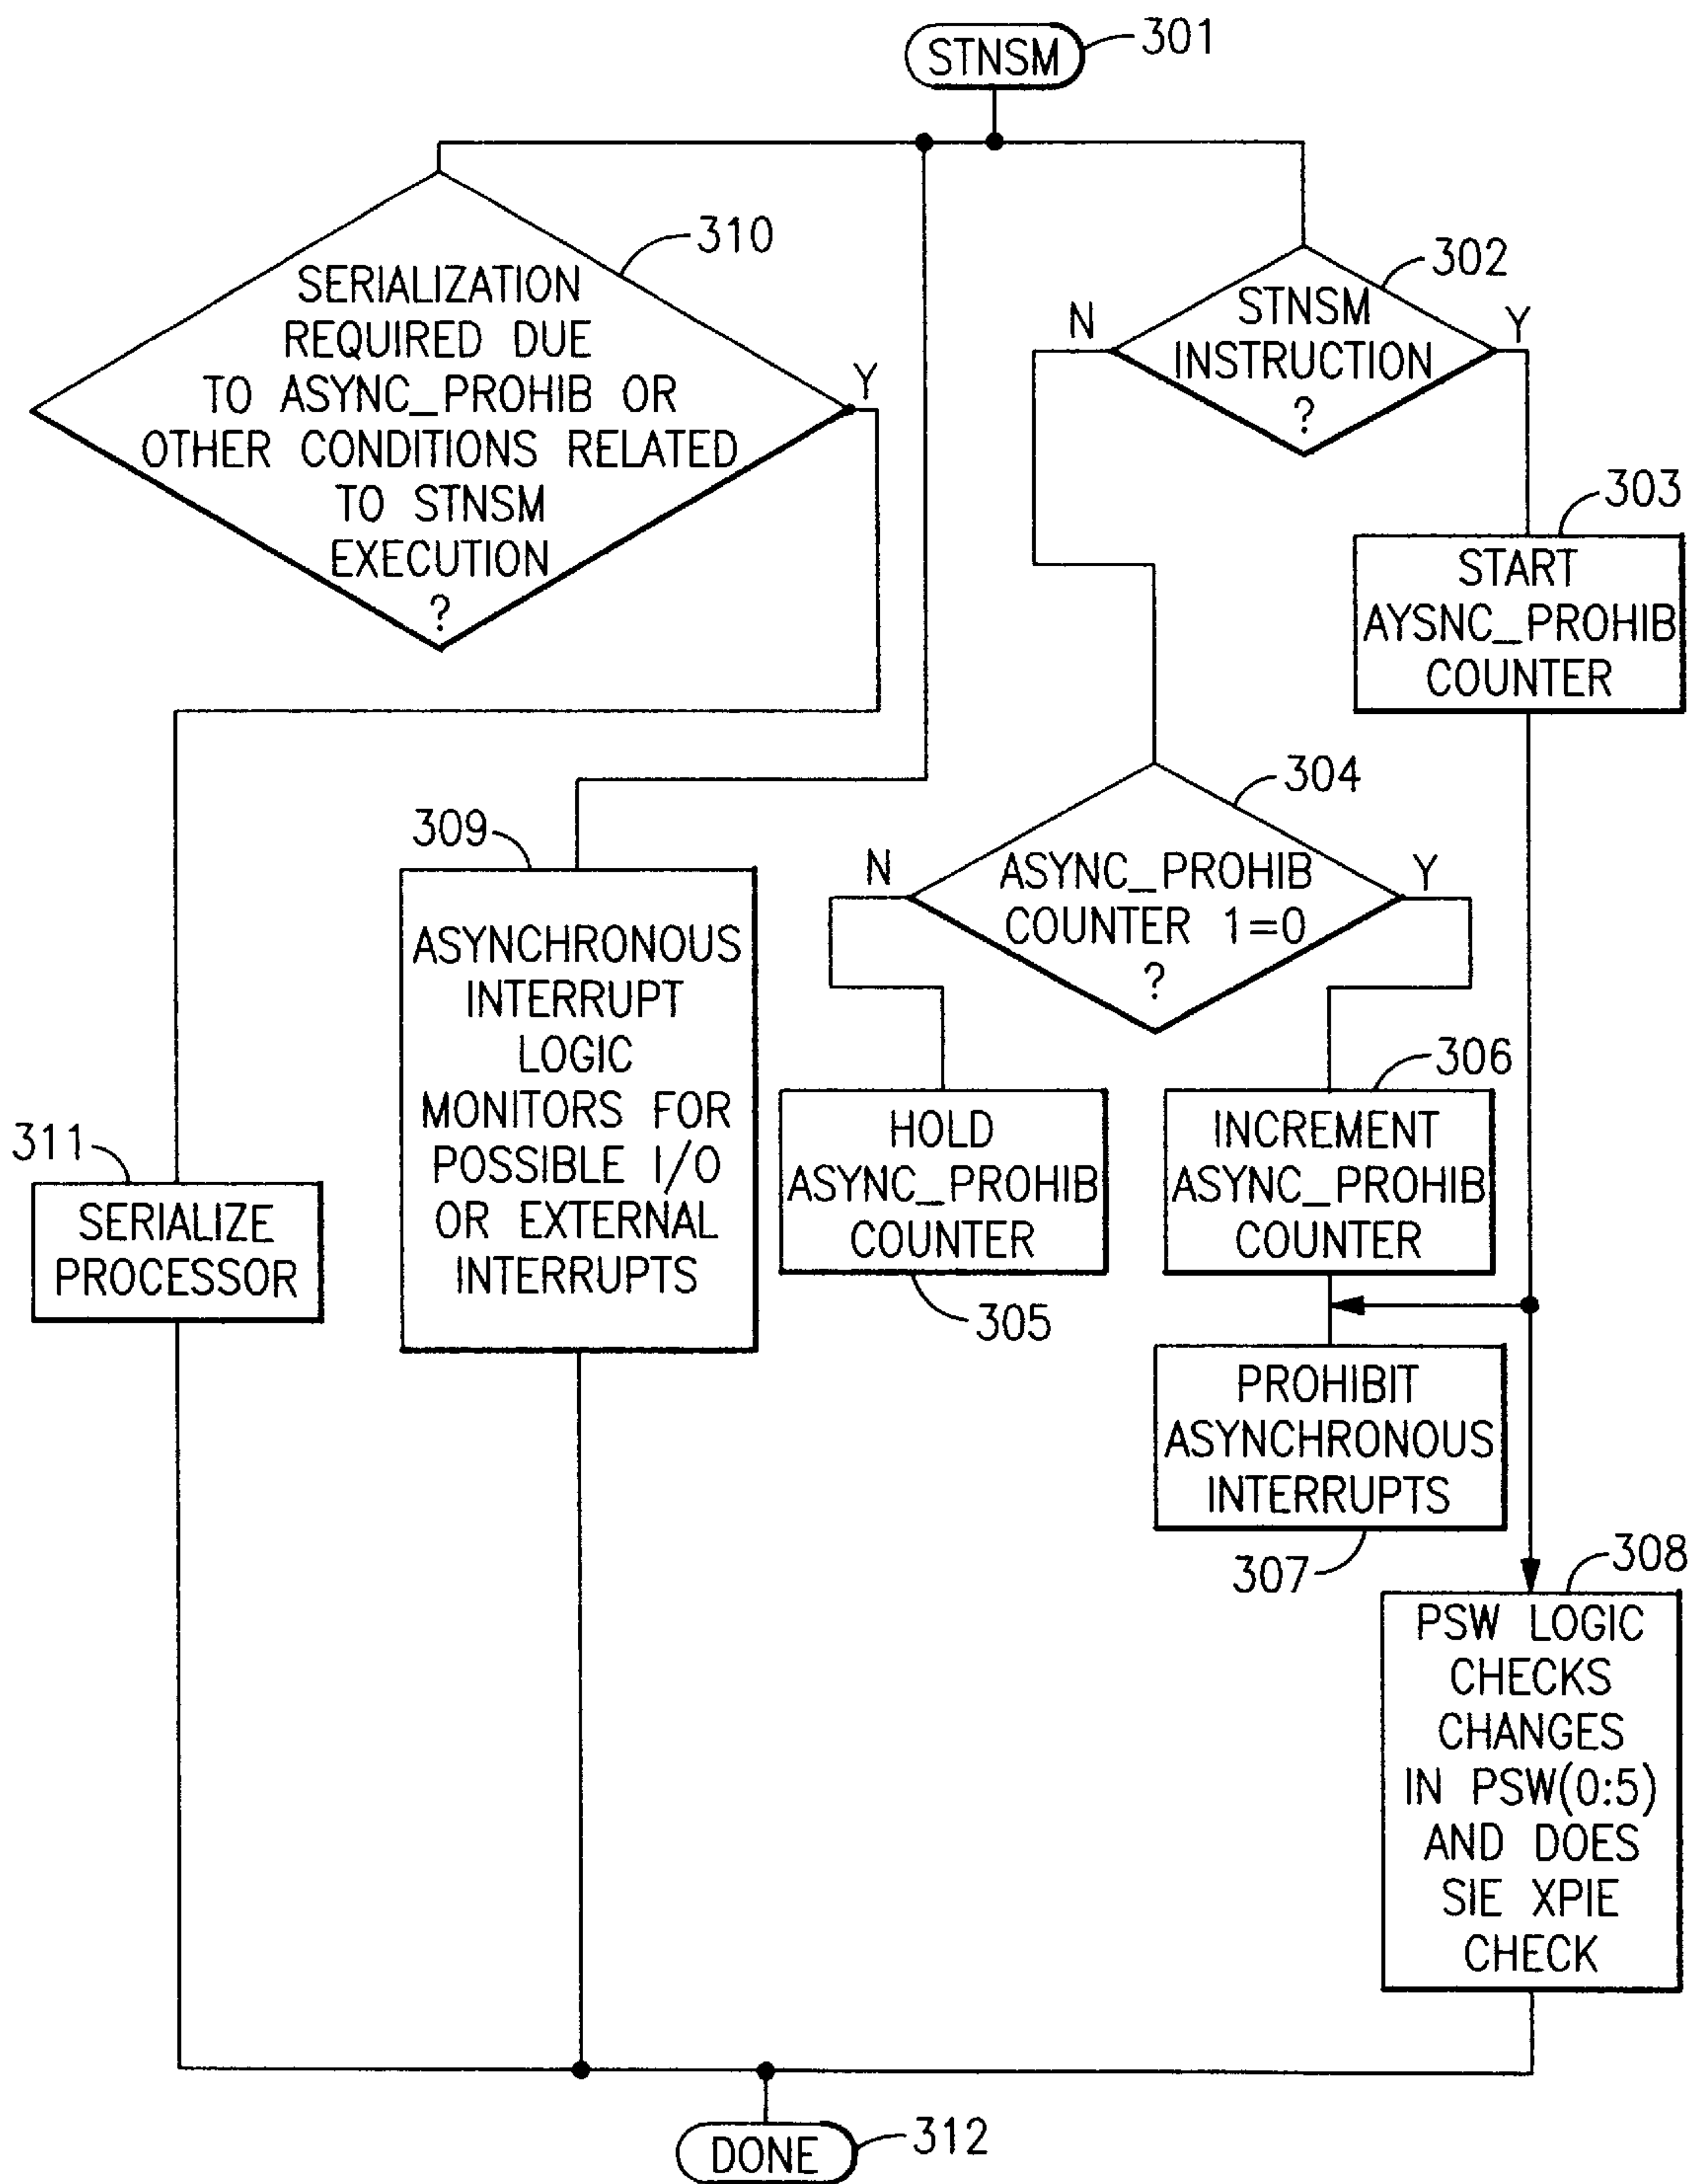 STNSM
301
310
SERIALIZATION
REQUIRED DUE
TO ASYNC_PROHIB OR
OTHER CONDITIONS RELATED
TO STNSM
EXECUTION
?
Y
302
STNSM
INSTRUCTION
?
N
Y
303
START
AYSNC_PROHIB
COUNTER
304
ASYNC_PROHIB
COUNTER 1=0
?
N
Y
309
ASYNCHRONOUS
INTERRUPT
LOGIC
MONITORS FOR
POSSIBLE I/O
OR EXTERNAL
INTERRUPTS
HOLD
ASYNC_PROHIB
COUNTER
305
306
INCREMENT
ASYNC_PROHIB
COUNTER
311
SERIALIZE
PROCESSOR
PROHIBIT
ASYNCHRONOUS
INTERRUPTS
307
308
PSW LOGIC
CHECKS
CHANGES
IN PSW(0:5)
AND DOES
SIE XPIE
CHECK
DONE
312